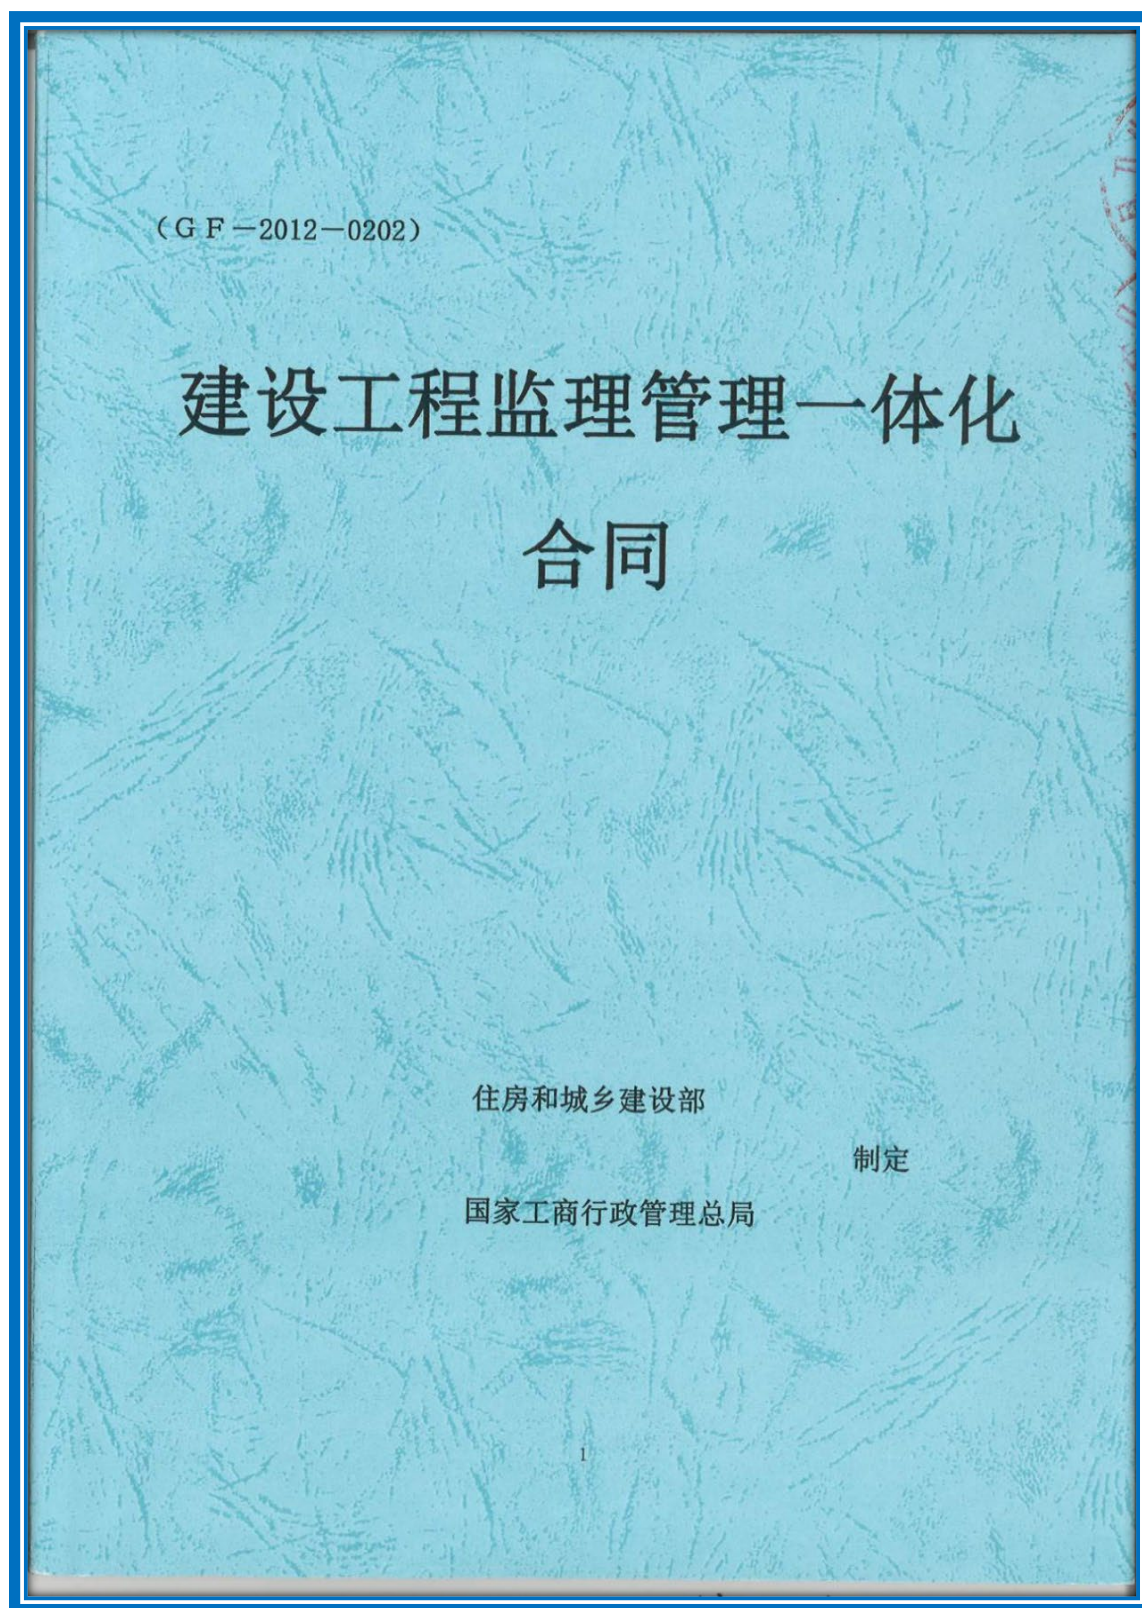 （GF－2012－0202）
建设工程监理管理一体化
合同
住房和城乡建设部
制定
国家工商行政管理总局
1